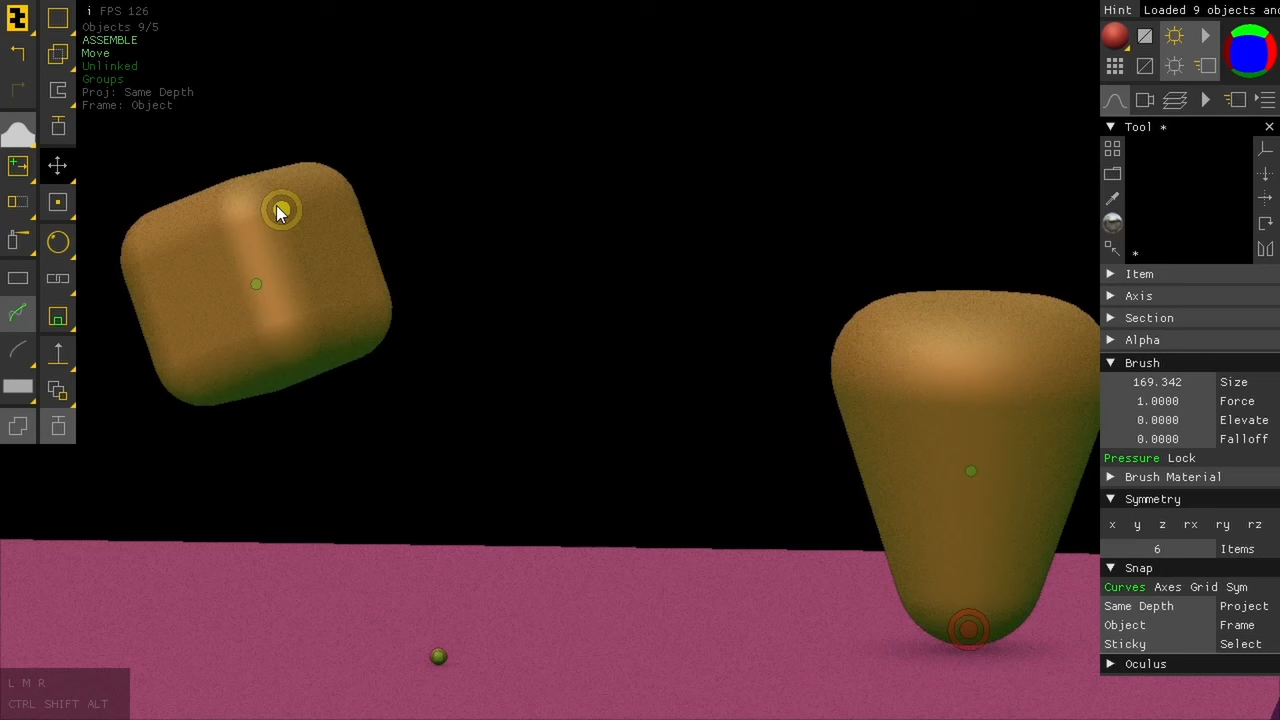 i FPS 126
Objects 9/5
ASSEMBLE
Move
Unlinked
Groups
Proj: Same Depth
Frame: Object
L M R
CTRL SHIFT ALT
Hint Loaded 9 objects and
Tool *
*
Item
Axis
Section
Alpha
Brush
169.342 Size
1.0000 Force
0.0000 Elevate
0.0000 Falloff
Pressure Lock
Brush Material
Symmetry
x y z rx ry rz
6 Items
Snap
Curves Axes Grid Sym
Same Depth Project
Object Frame
Sticky Select
Oculus